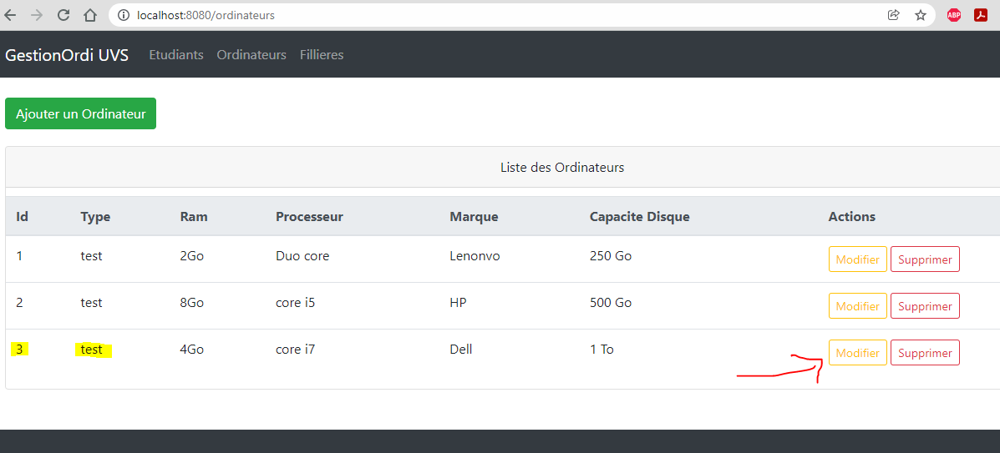 localhost:8080/ordinateurs
ABP
GestionOrdi UVS Etudiants Ordinateurs Fillieres
Ajouter un Ordinateur
Liste des Ordinateurs
Id Type Ram Processeur Marque Capacite Disque Actions
1 test 2Go Duo core Lenonvo 250 Go Modifier Supprimer
2 test 8Go core i5 HP 500 Go Modifier Supprimer
3 test 4Go core i7 Dell 1 To Modifier Supprimer